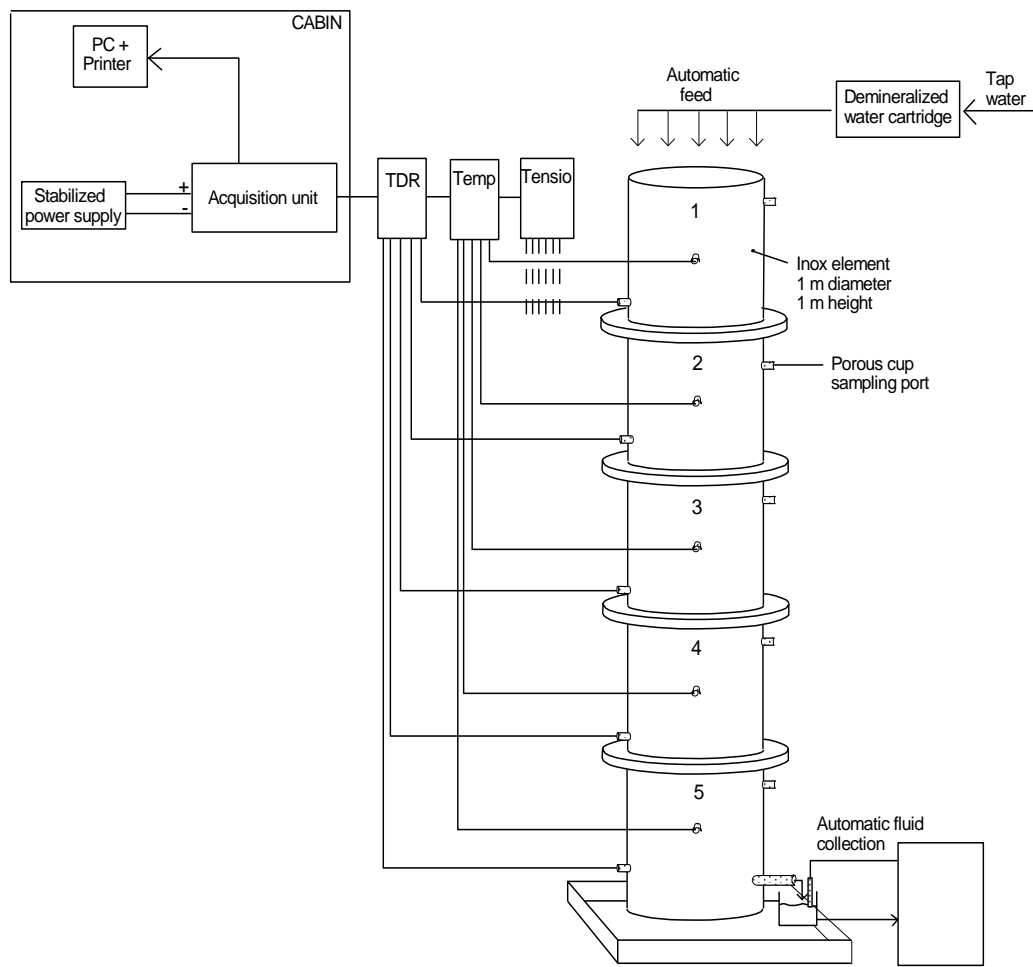 CABIN
PC +
Printer
Stabilized
power supply
+
-
Acquisition unit
TDR
Temp
Tensio
Automatic
feed
Demineralized
water cartridge
Tap
water
1
Inox element
1 m diameter
1 m height
2
Porous cup
sampling port
3
4
5
Automatic fluid
collection